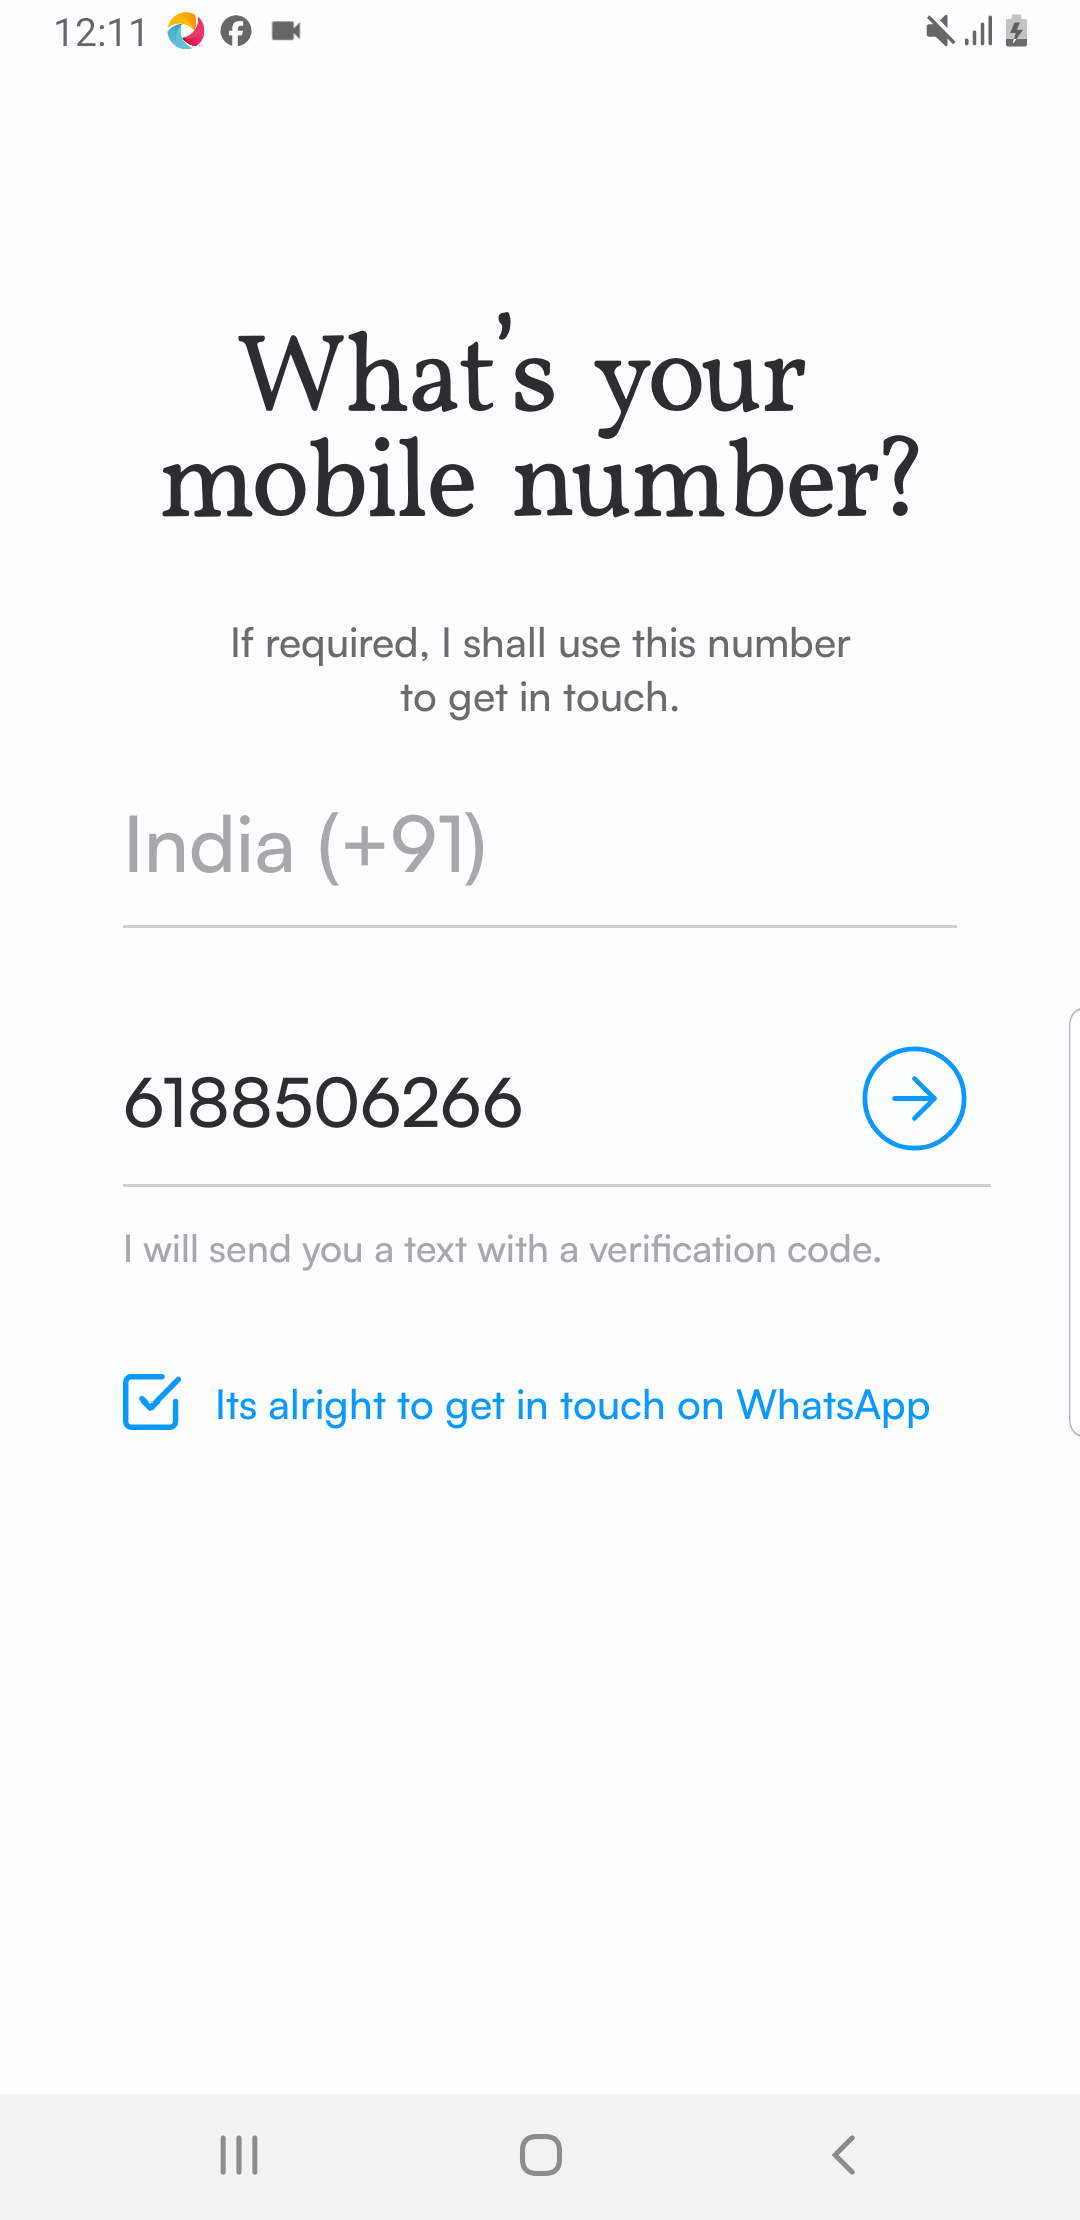 12:11
What's your
mobile number?
If required, I shall use this number
to get in touch.
India (+91)
6188506266
I will send you a text with a verification code.
Its alright to get in touch on WhatsApp